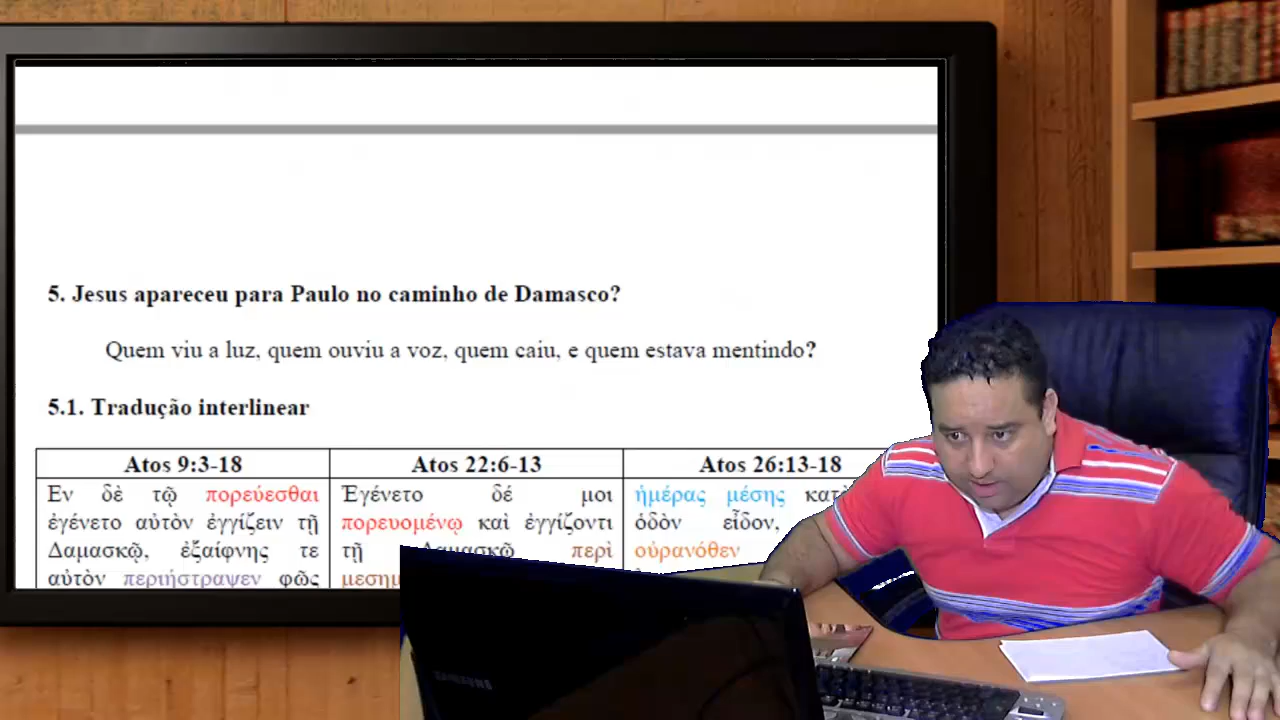 5. Jesus apareceu para Paulo no caminho de Damasco?
Quem viu a luz, quem ouviu a voz, quem caiu, e quem estava mentindo?
5.1. Tradução interlinear
Atos 9:3-18
Εν δὲ τῷ πορεύεσθαι
ἐγένετο αὐτὸν ἐγγίζειν τῇ
Δαμασκῷ, ἐξαίφνης τε
αὐτὸν περιήστραψεν φῶς
Atos 22:6-13
Ἐγένετο δέ μοι
πορευομένῳ καὶ ἐγγίζοντι
τῇ Δαμασκῷ περὶ
Atos 26:13-18
ἡμέρας μέσης
ὁδὸν εἶδον,
οὐρανόθεν
SAMSUNG